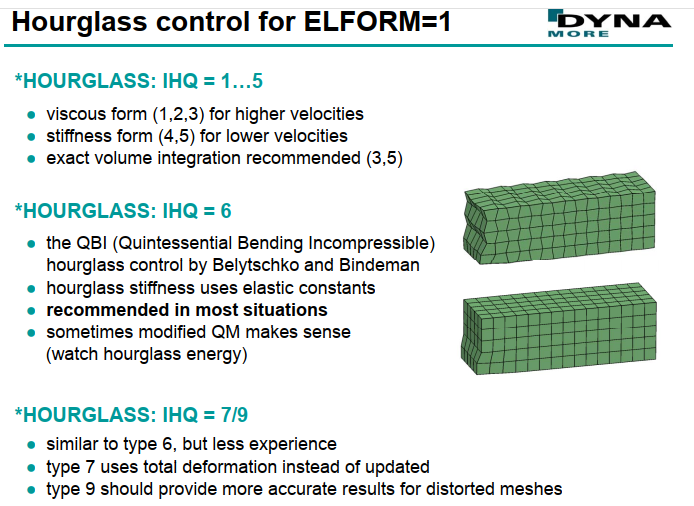 Hourglass control for ELFORM=1
DYNA
MORE
*HOURGLASS: IHQ = 1…5
• viscous form (1,2,3) for higher velocities
• stiffness form (4,5) for lower velocities
• exact volume integration recommended (3,5)
*HOURGLASS: IHQ = 6
• the QBI (Quintessential Bending Incompressible)
hourglass control by Belytschko and Bindeman
• hourglass stiffness uses elastic constants
• recommended in most situations
• sometimes modified QM makes sense
(watch hourglass energy)
*HOURGLASS: IHQ = 7/9
• similar to type 6, but less experience
• type 7 uses total deformation instead of updated
• type 9 should provide more accurate results for distorted meshes